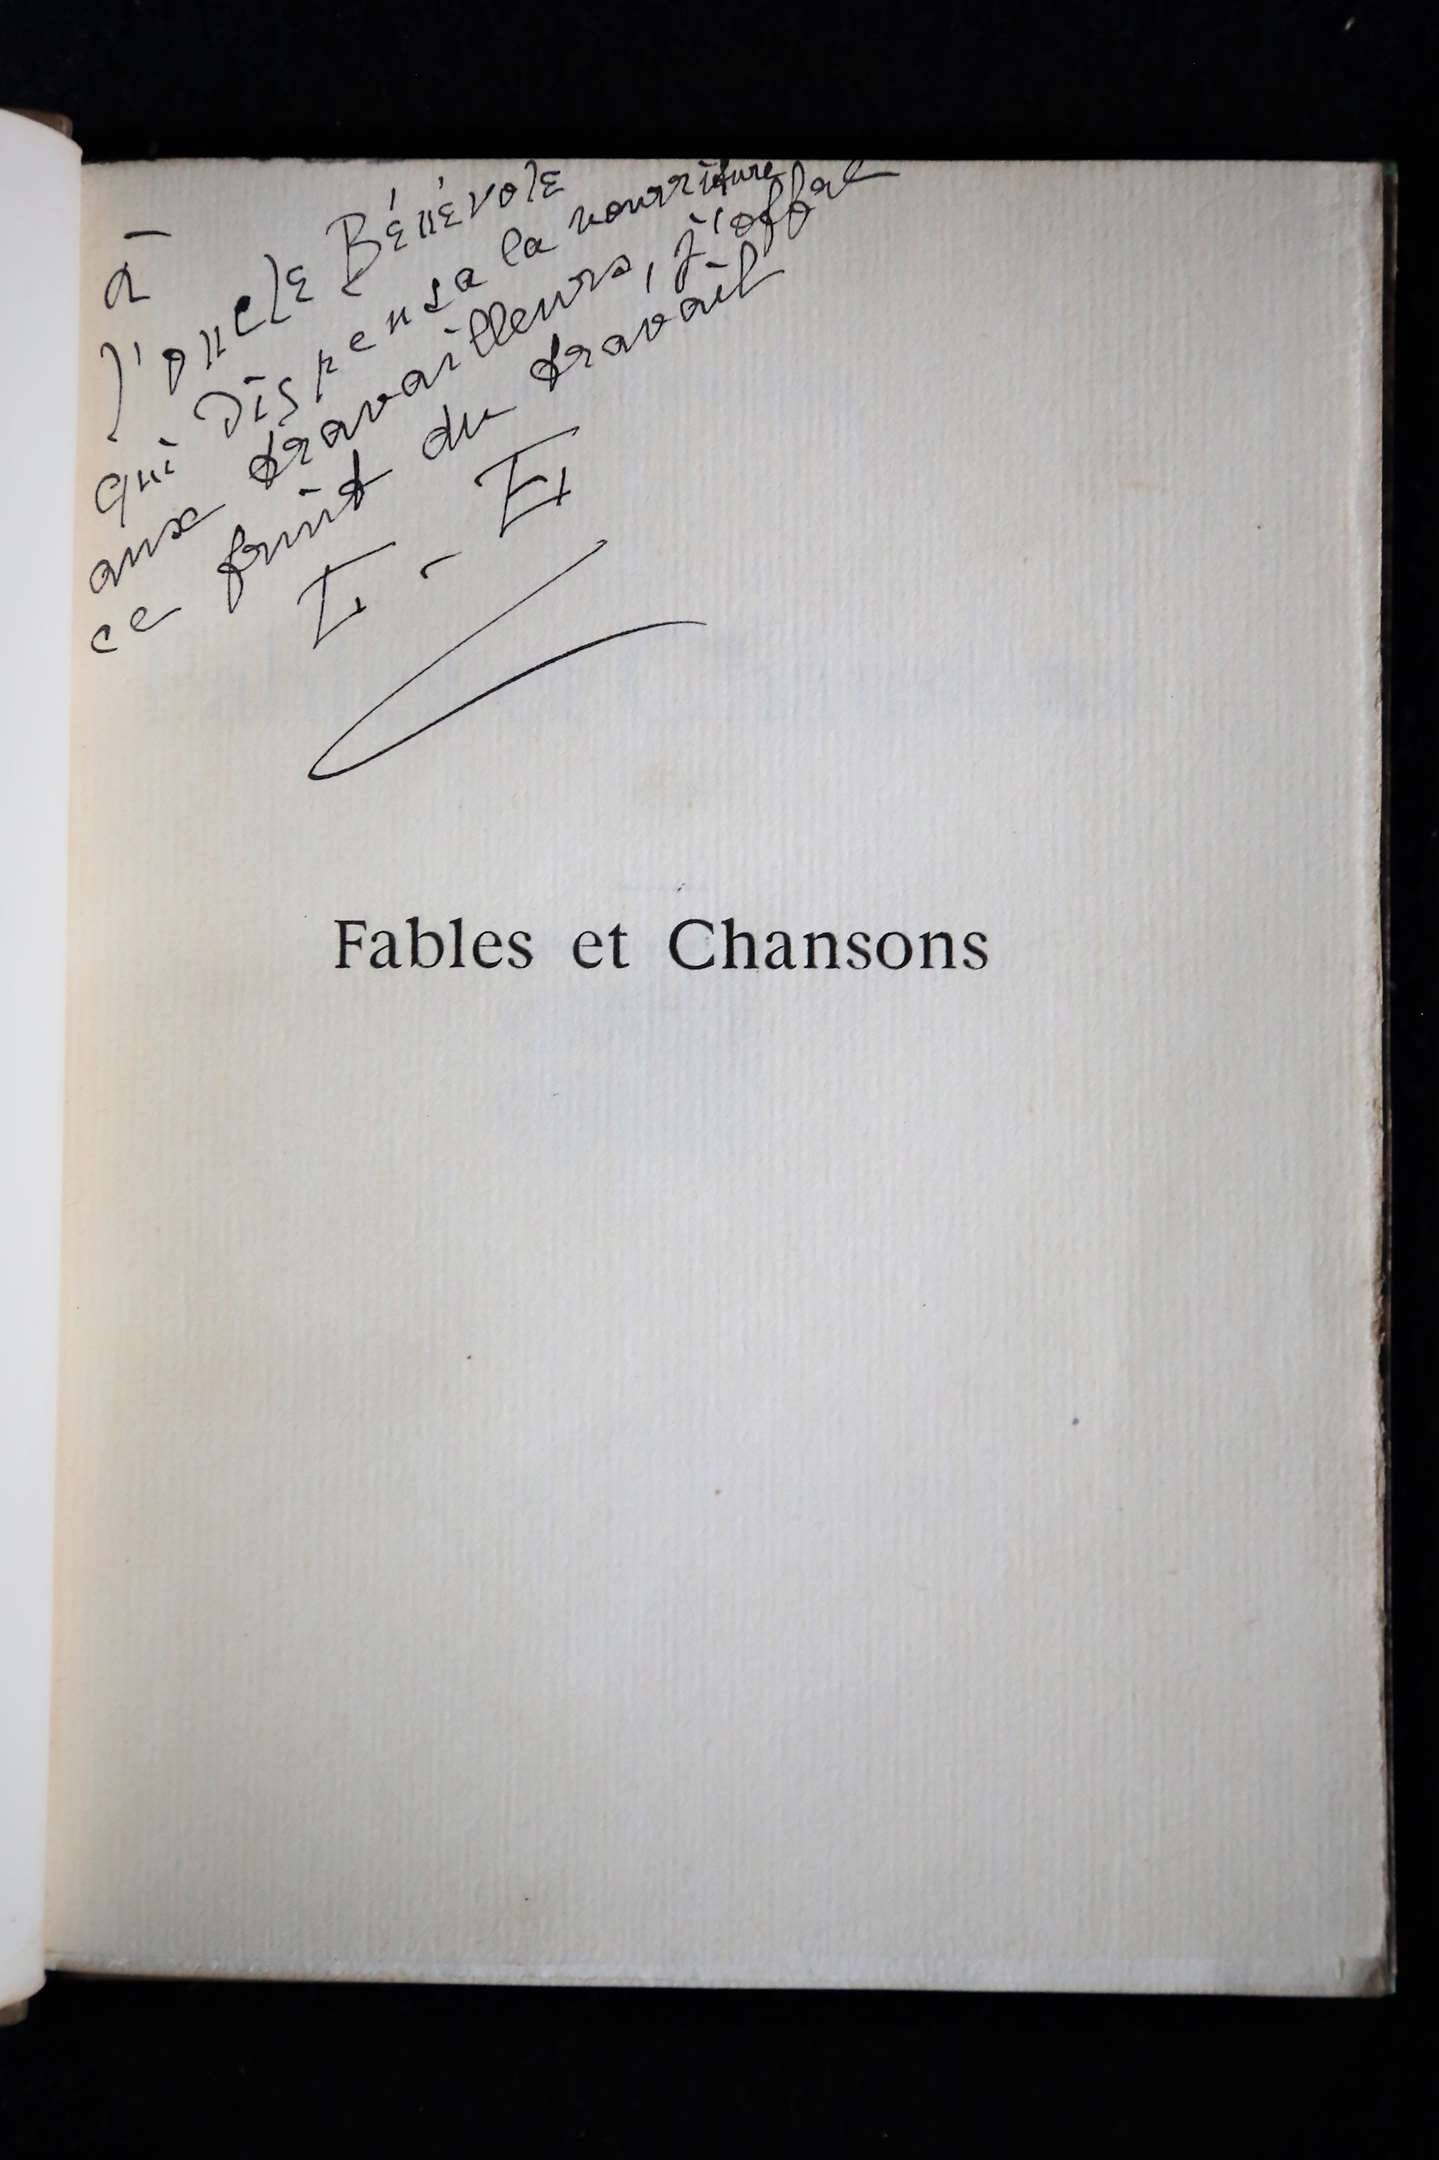 à
l'oncle Bénévole
qui dispensa la nourriture
aux travailleurs, j'offre
ce fruit du travail
E - E
Fables et Chansons